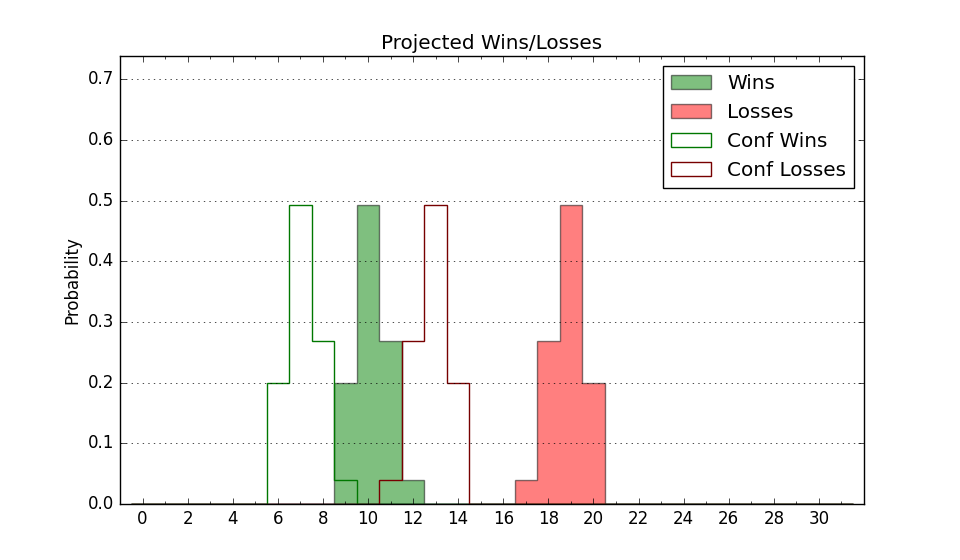 Projected Wins/Losses
0.7
0.6
0.5
0.4
0.3
0.2
0.1
0.0
Probability
Wins
Losses
Conf Wins
Conf Losses
0 2 4 6 8 10 12 14 16 18 20 22 24 26 28 30